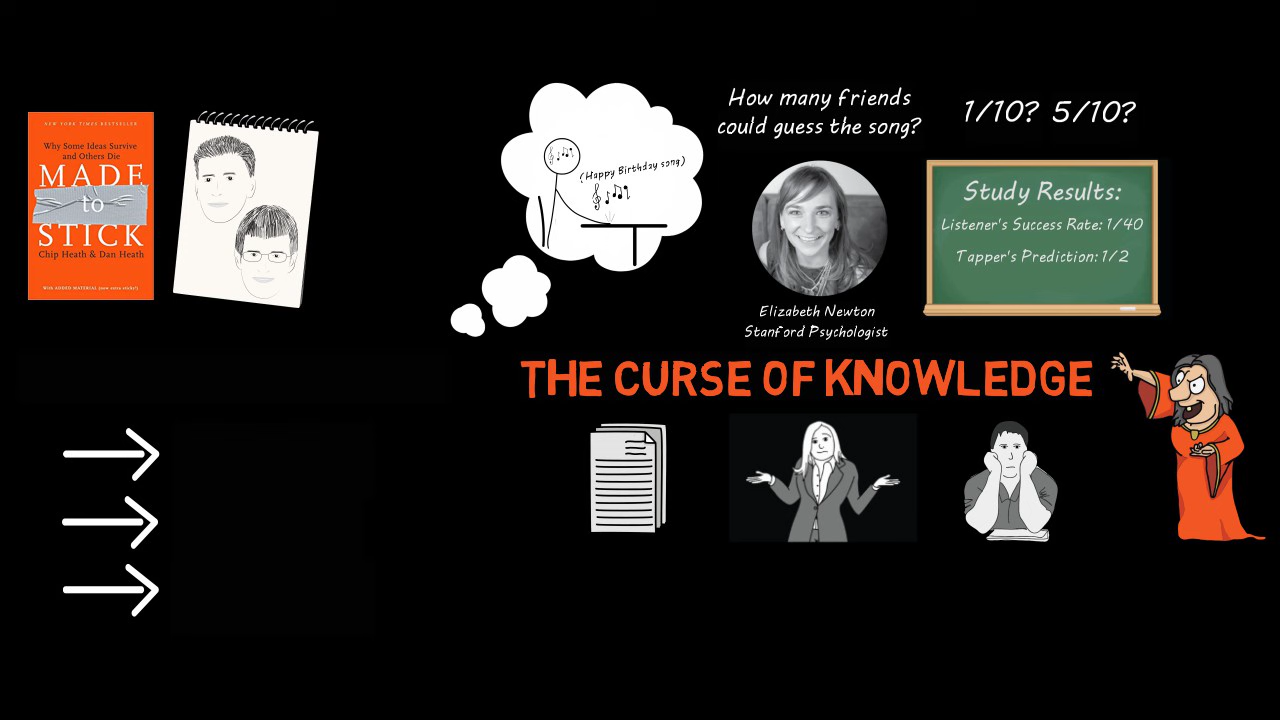 NEW YORK TIMES BESTSELLER
Why Some Ideas Survive
and Others Die
MADE
to
STICK
Chip Heath & Dan Heath
With ADDED MATERIAL (now extra sticky!)
(Happy Birthday song)
How many friends
could guess the song?
1/10? 5/10?
Elizabeth Newton
Stanford Psychologist
Study Results:
Listener's Success Rate: 1/40
Tapper's Prediction: 1/2
THE CURSE OF KNOWLEDGE